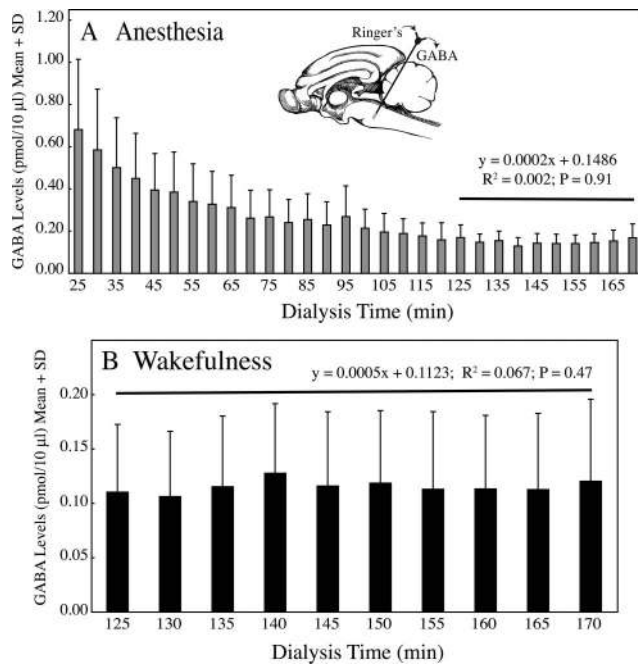 A Anesthesia
Ringer's
GABA
y = 0.0002x + 0.1486
R² = 0.002; P = 0.91
GABA Levels (pmol/10 µl) Mean + SD
1.20
1.00
0.80
0.60
0.40
0.20
0.00
25 35 45 55 65 75 85 95 105 115 125 135 145 155 165
Dialysis Time (min)
B Wakefulness
y = 0.0005x + 0.1123; R² = 0.067; P = 0.47
GABA Levels (pmol/10 µl) Mean + SD
0.20
0.15
0.10
0.05
0.00
125 130 135 140 145 150 155 160 165 170
Dialysis Time (min)